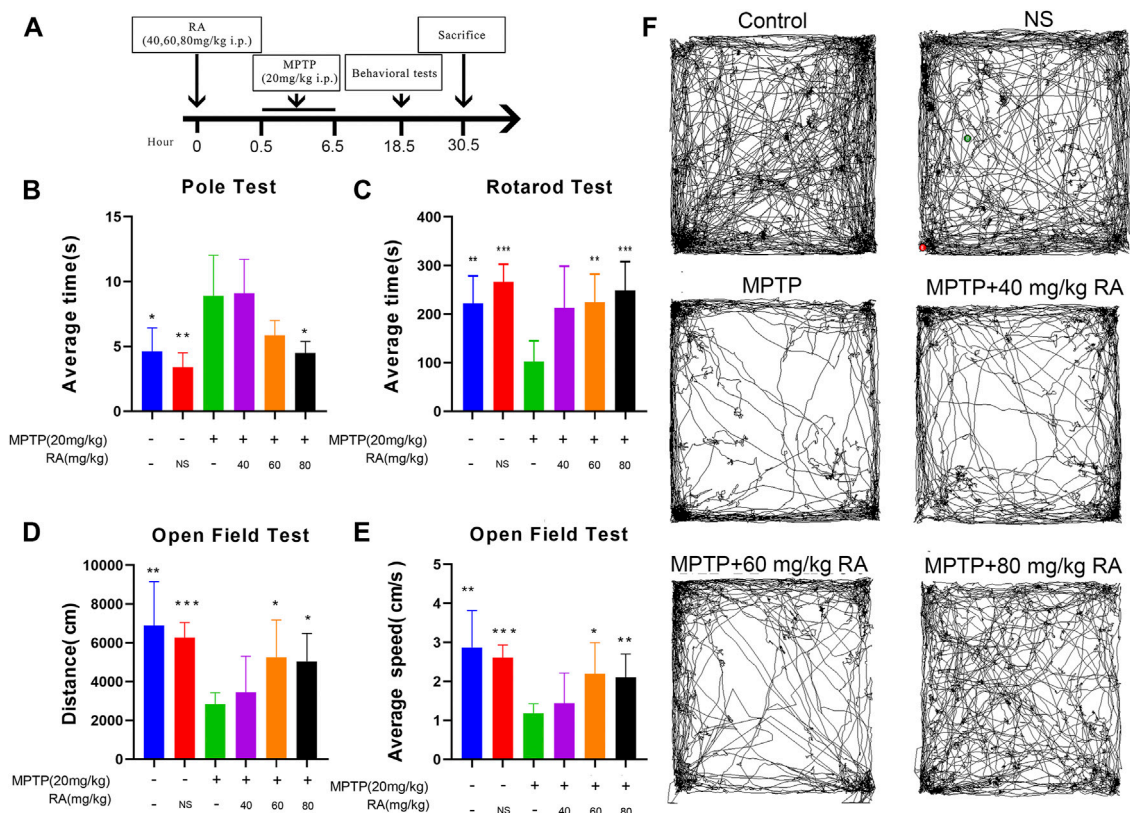 A
RA
(40,60,80mg/kg i.p.)
MPTP
(20mg/kg i.p.)
Behavioral tests
Sacrifice
Hour
0 0.5 6.5 18.5 30.5
B
Pole Test
Average time(s)
15
10
5
0
* ** *
MPTP(20mg/kg) - - + + + +
RA(mg/kg) - NS - 40 60 80
C
Rotarod Test
Average time(s)
400
300
200
100
0
** *** ** ***
MPTP(20mg/kg) - - + + + +
RA(mg/kg) - NS - 40 60 80
D
Open Field Test
Distance( cm)
10000
8000
6000
4000
2000
0
** *** * *
MPTP(20mg/kg) - - + + + +
RA(mg/kg) - NS - 40 60 80
E
Open Field Test
Average speed( cm/s )
5
4
3
2
1
0
** *** * **
MPTP(20mg/kg) - - + + + +
RA(mg/kg) - NS - 40 60 80
F
Control
NS
MPTP
MPTP+40 mg/kg RA
MPTP+60 mg/kg RA
MPTP+80 mg/kg RA